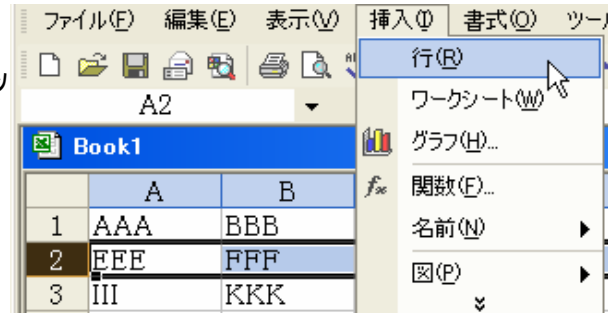 ファイル(F) 編集(E) 表示(V) 挿入(I) 書式(O) ツール
行(R)
A2
ワークシート(W)
Book1
グラフ(H)...
A B
fx 関数(F)...
1 AAA BBB
名前(N)
2 EEE FFF
図(P)
3 III KKK